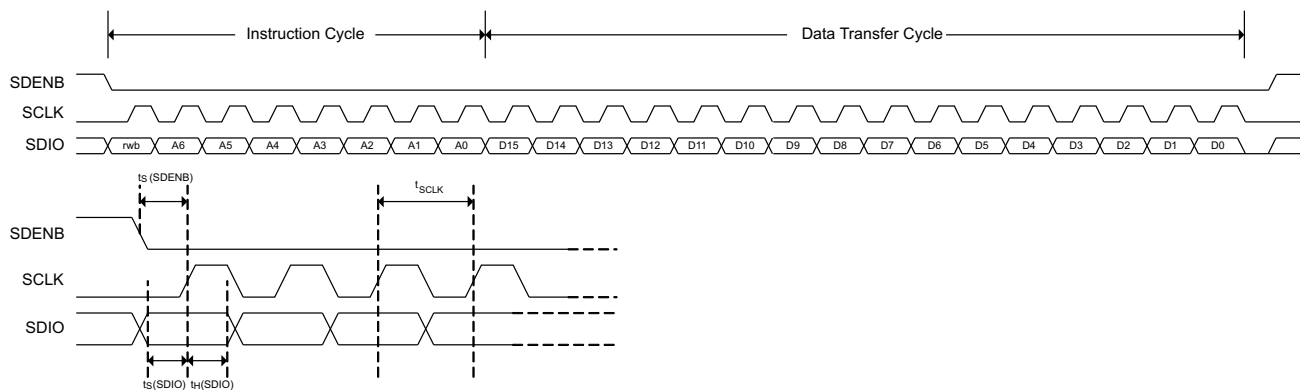 Instruction Cycle
Data Transfer Cycle
SDENB
SCLK
SDIO
rwb A6 A5 A4 A3 A2 A1 A0 D15 D14 D13 D12 D11 D10 D9 D8 D7 D6 D5 D4 D3 D2 D1 D0
tS(SDENB)
tSCLK
SDENB
SCLK
SDIO
tS(SDIO) tH(SDIO)